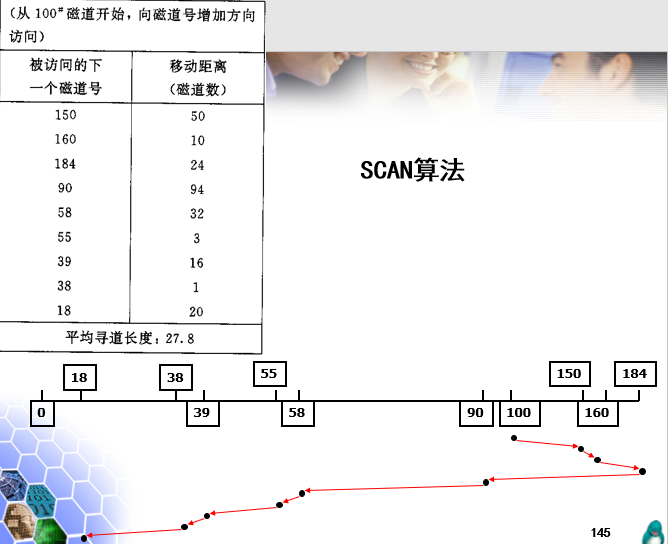 (从 100# 磁道开始，向磁道号增加方向
访问)
被访问的下
一个磁道号
移动距离
(磁道数)
150 50
160 10
184 24
90 94
58 32
55 3
39 16
38 1
18 20
平均寻道长度：27.8
SCAN算法
18 38 55 150 184
0 39 58 90 100 160
145